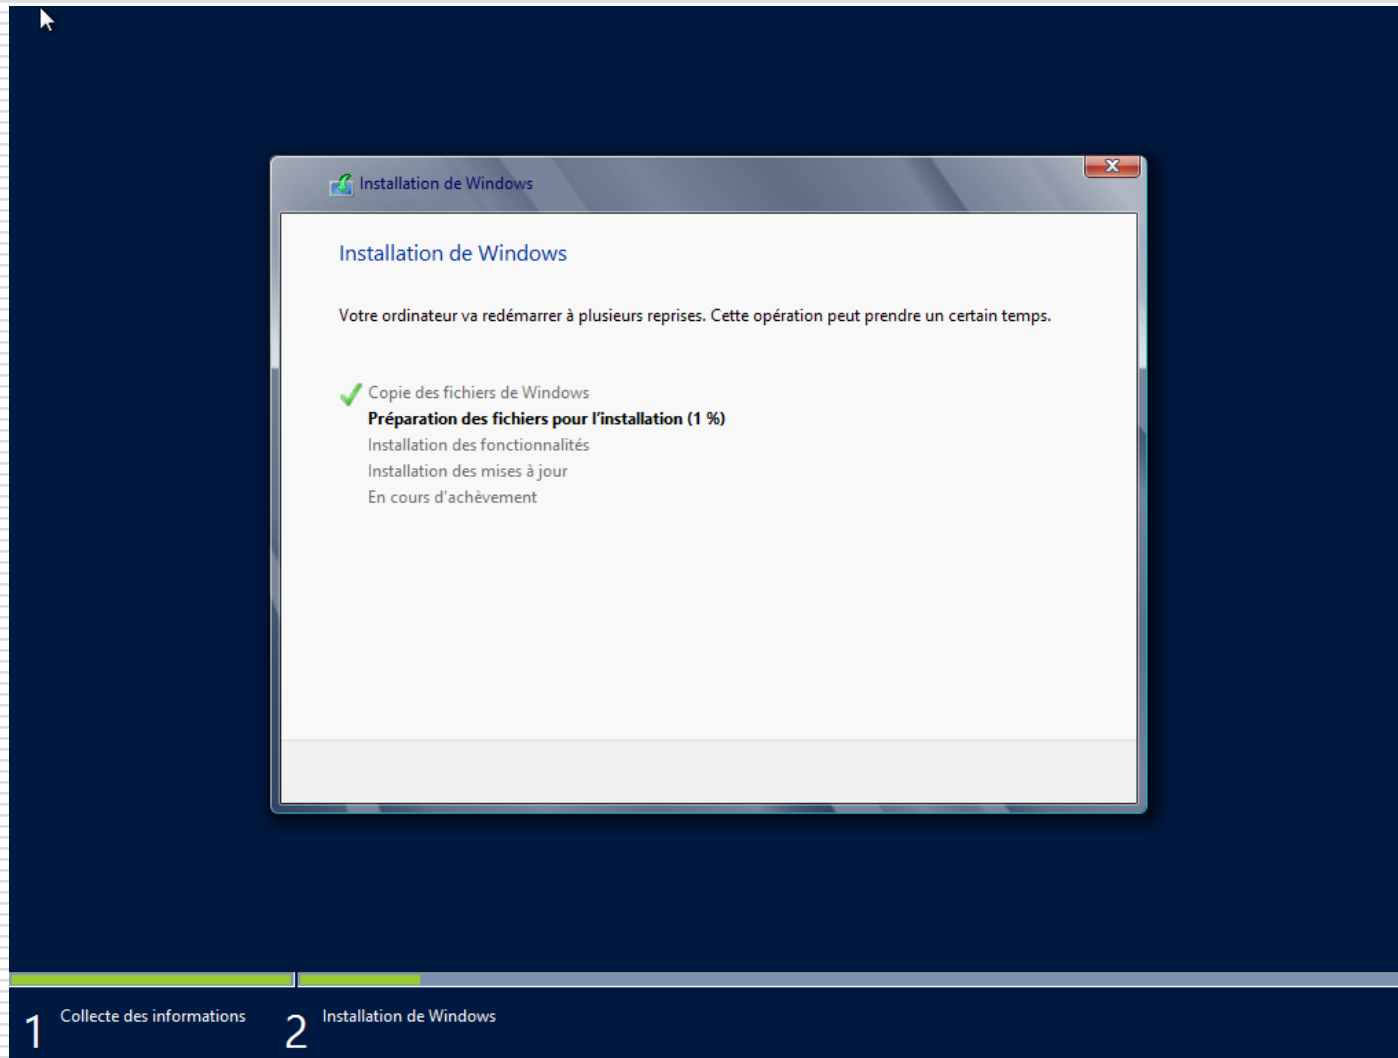 Installation de Windows
Installation de Windows
Votre ordinateur va redémarrer à plusieurs reprises. Cette opération peut prendre un certain temps.
Copie des fichiers de Windows
Préparation des fichiers pour l’installation (1 %)
Installation des fonctionnalités
Installation des mises à jour
En cours d’achèvement
1 Collecte des informations 2 Installation de Windows